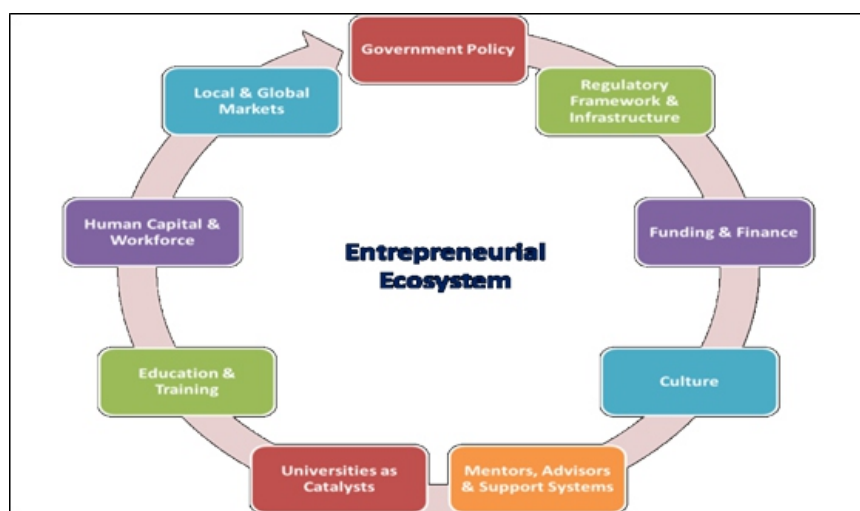 Government Policy
Regulatory
Framework &
Infrastructure
Funding & Finance
Culture
Mentors, Advisors
& Support Systems
Universities as
Catalysts
Education &
Training
Human Capital &
Workforce
Local & Global
Markets
Entrepreneurial
Ecosystem